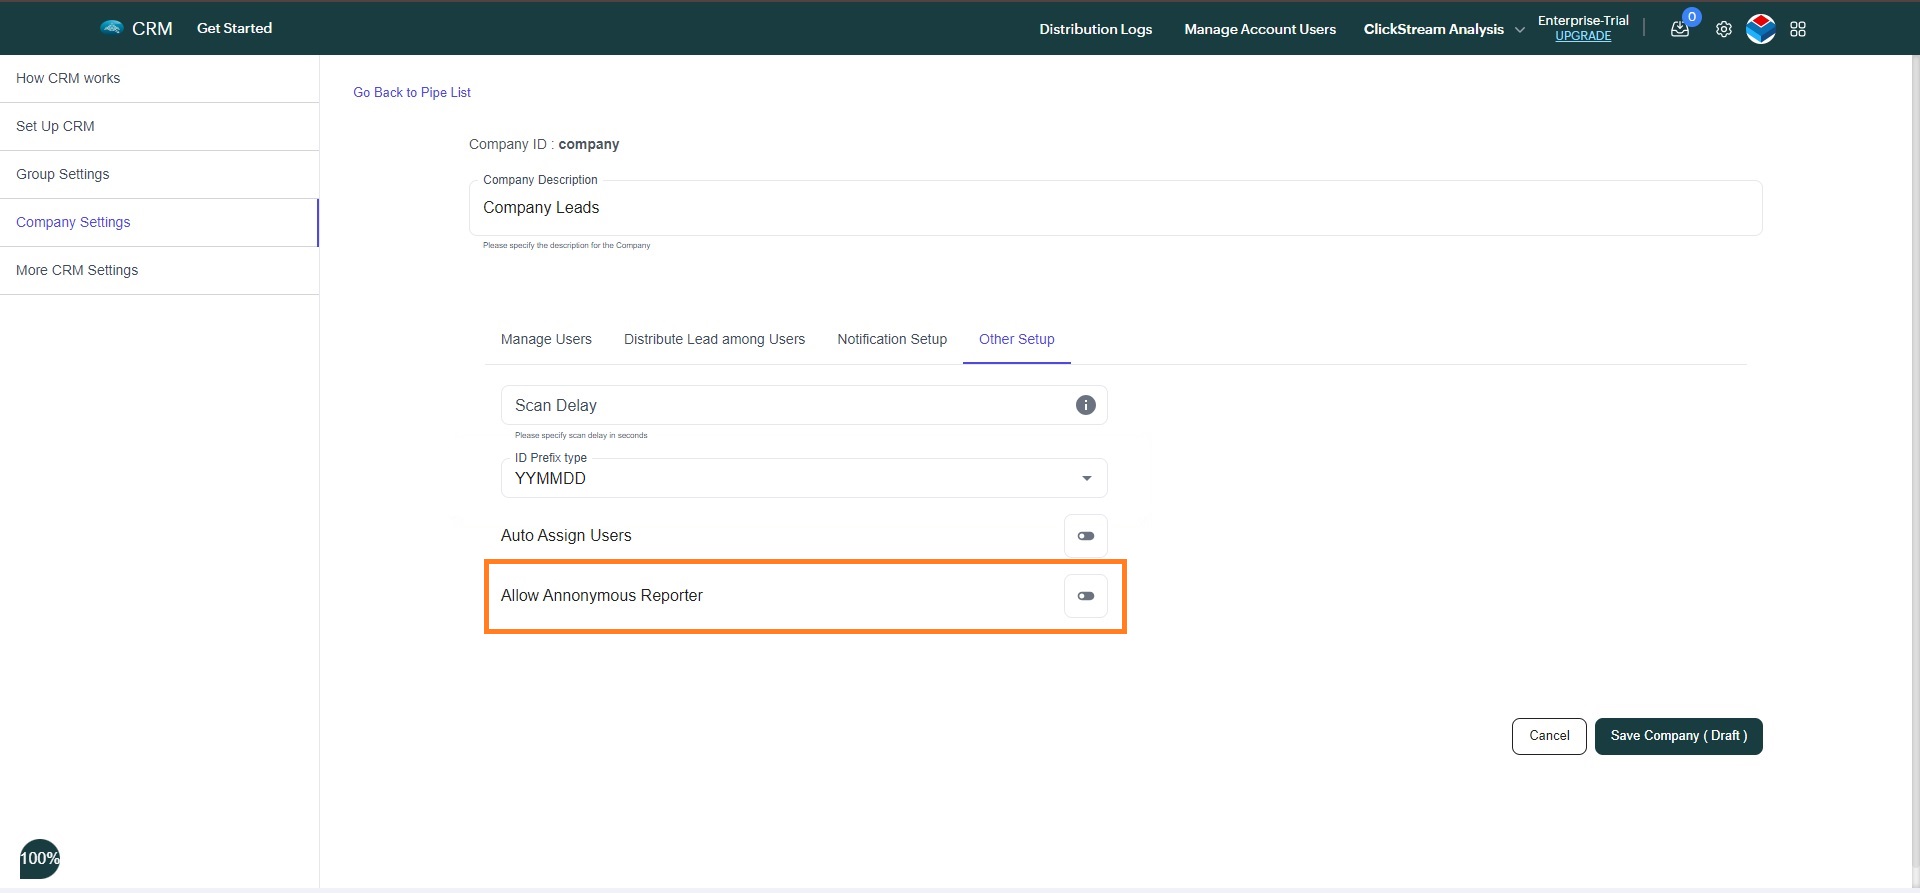 CRM
Get Started
Distribution Logs
Manage Account Users
ClickStream Analysis
Enterprise-Trial
UPGRADE
0
How CRM works
Set Up CRM
Group Settings
Company Settings
More CRM Settings
Go Back to Pipe List
Company ID : company
Company Description
Company Leads
Please specify the description for the Company
Manage Users
Distribute Lead among Users
Notification Setup
Other Setup
Scan Delay
Please specify scan delay in seconds
ID Prefix type
YYMMDD
Auto Assign Users
Allow Annonymous Reporter
Cancel
Save Company ( Draft )
100%